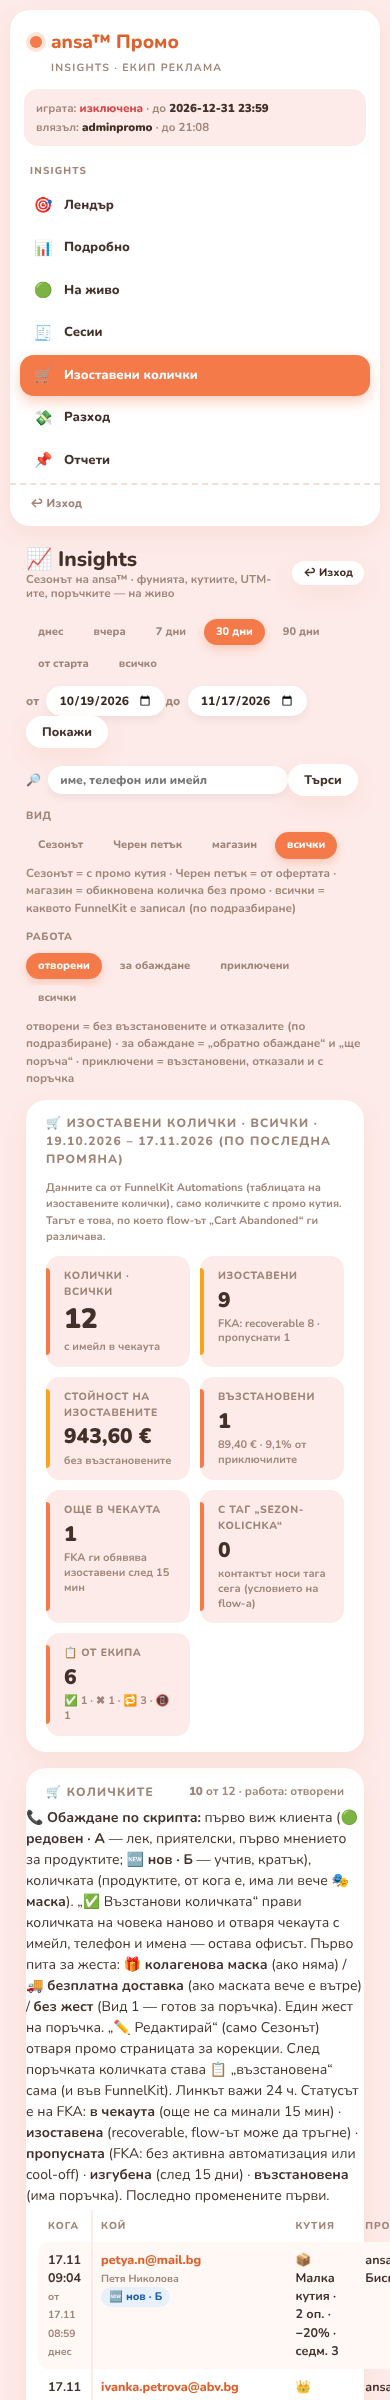 ansa™ Промо
INSIGHTS · ЕКИП РЕКЛАМА
играта: изключена · до 2026-12-31 23:59
влязъл: adminpromo · до 21:08
INSIGHTS
🎯 Лендър
📊 Подробно
🟢 На живо
🧾 Сесии
🛒 Изоставени колички
💸 Разход
📌 Отчети
↩ Изход
📈 Insights
↩ Изход
Сезонът на ansa™ · фунията, кутиите, UTM-
ите, поръчките — на живо
днес вчера 7 дни 30 дни 90 дни
от старта всичко
от 10/19/2026 до 11/17/2026
Покажи
🔎 име, телефон или имейл Търси
ВИД
Сезонът Черен петък магазин всички
Сезонът = с промо кутия · Черен петък = от офертата ·
магазин = обикновена количка без промо · всички =
каквото FunnelKit е записал (по подразбиране)
РАБОТА
отворени за обаждане приключени
всички
отворени = без възстановените и отказалите (по
подразбиране) · за обаждане = „обратно обаждане“ и „ще
поръча“ · приключени = възстановени, отказали и с
поръчка
🛒 ИЗОСТАВЕНИ КОЛИЧКИ · ВСИЧКИ ·
19.10.2026 – 17.11.2026 (ПО ПОСЛЕДНА
ПРОМЯНА)
Данните са от FunnelKit Automations (таблицата на
изоставените колички), само количките с промо кутия.
Тагът е това, по което flow-ът „Cart Abandoned“ ги
различава.
КОЛИЧКИ ·
ВСИЧКИ
12
с имейл в чекаута
ИЗОСТАВЕНИ
9
FKA: recoverable 8 ·
пропуснати 1
СТОЙНОСТ НА
ИЗОСТАВЕНИТЕ
943,60 €
без възстановените
ВЪЗСТАНОВЕНИ
1
89,40 € · 9,1% от
приключилите
ОЩЕ В ЧЕКАУТА
1
FKA ги обявява
изоставени след 15
мин
С ТАГ „SEZON-
KOLICHKA“
0
контактът носи тага
сега (условието на
flow-а)
📋 ОТ ЕКИПА
6
✅ 1 · ✖ 1 · 🔁 3 · 📵
1
🛒 КОЛИЧКИТЕ 10 от 12 · работа: отворени
📞 Обаждане по скрипта: първо виж клиента (🟢
редовен · А — лек, приятелски, първо мнението
за продуктите; 🆕 нов · Б — учтив, кратък),
количката (продуктите, от кога е, има ли вече 🎭
маска). „✅ Възстанови количката“ прави
количката на човека наново и отваря чекаута с
имейл, телефон и имена — остава офисът. Първо
пита за жеста: 🎁 колагенова маска (ако няма) /
🚚 безплатна доставка (ако маската вече е вътре)
/ без жест (Вид 1 — готов за поръчка). Един жест
на поръчка. „✏️ Редактирай“ (само Сезонът)
отваря промо страницата за корекции. След
поръчката количката става 📋 „възстановена“
сама (и във FunnelKit). Линкът важи 24 ч. Статусът
е на FKA: в чекаута (още не са минали 15 мин) ·
изоставена (recoverable, flow-ът може да тръгне) ·
пропусната (FKA: без активна автоматизация или
cool-off) · изгубена (след 15 дни) · възстановена
(има поръчка). Последно променените първи.
КОГА КОЙ КУТИЯ ПРО
17.11
09:04
от
17.11
08:59
днес
petya.n@mail.bg
Петя Николова
🆕 нов · Б
📦
Малка
кутия ·
2 оп. ·
−20% ·
седм. 3
ansa
Бис
17.11 ivanka.petrova@abv.bg 👑 ansa